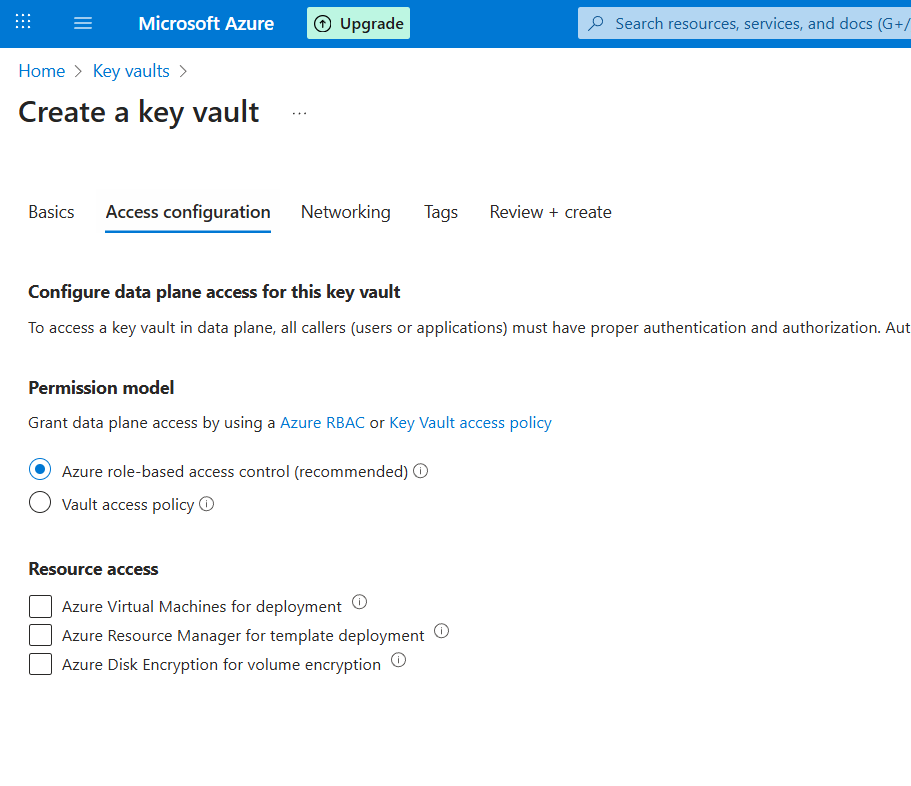 Microsoft Azure
Upgrade
Search resources, services, and docs (G+/
Home > Key vaults >
Create a key vault ...
Basics Access configuration Networking Tags Review + create
Configure data plane access for this key vault
To access a key vault in data plane, all callers (users or applications) must have proper authentication and authorization. Aut
Permission model
Grant data plane access by using a Azure RBAC or Key Vault access policy
Azure role-based access control (recommended)
Vault access policy
Resource access
Azure Virtual Machines for deployment
Azure Resource Manager for template deployment
Azure Disk Encryption for volume encryption